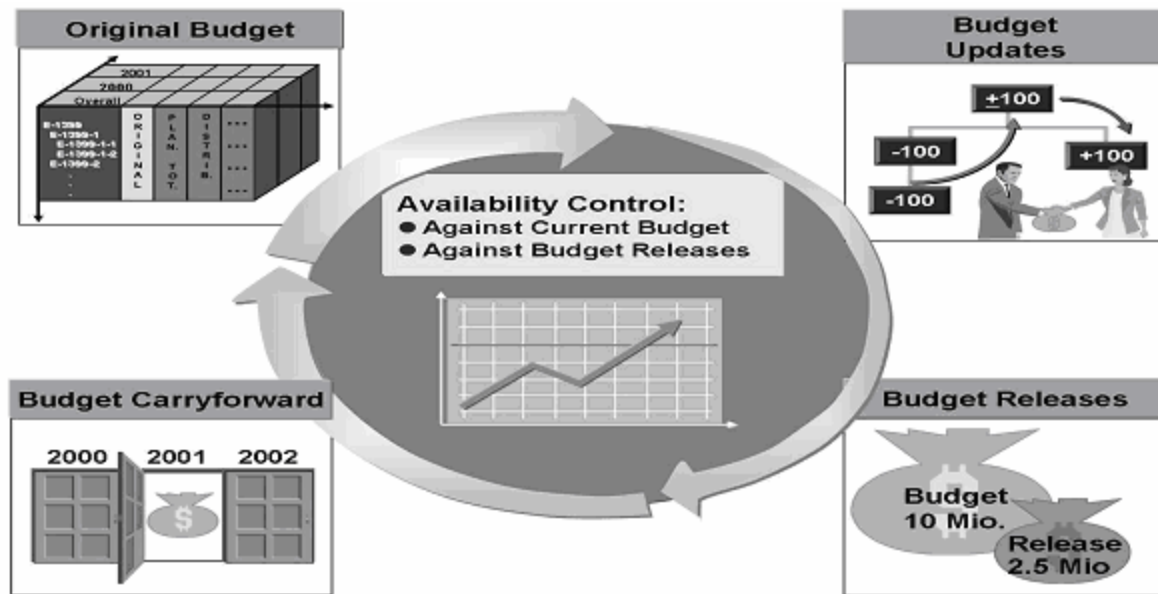 Original Budget
2001
2000
Overall
E-1399
E-1399-1
E-1399-1-1
E-1399-1-2
E-1399-2
.
.
.
ORIGINAL
PLAN. TOT.
DISTRIB.
...
...
...
...
Budget
Updates
+100
-100
+100
-100
Availability Control:
● Against Current Budget
● Against Budget Releases
Budget Carryforward
2000 2001 2002
$
Budget Releases
Budget
10 Mio.
Release
2.5 Mio